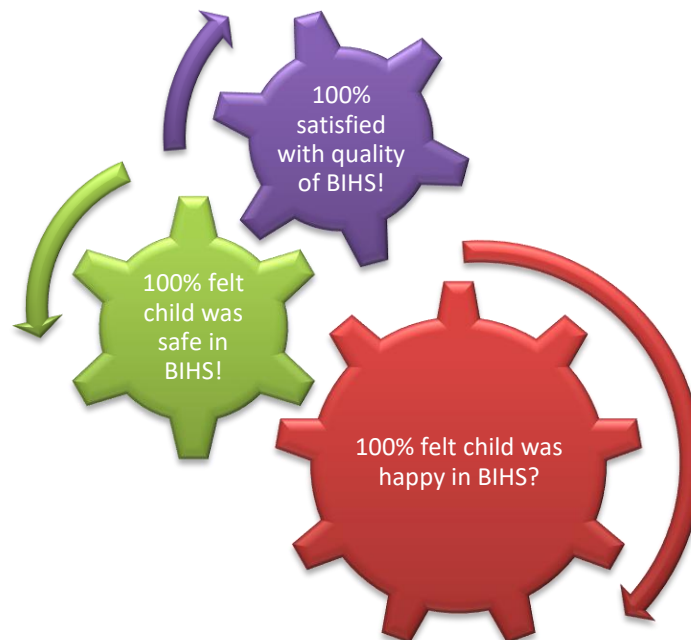 100%
satisfied
with quality
of BIHS!
100% felt
child was
safe in
BIHS!
100% felt child was
happy in BIHS?